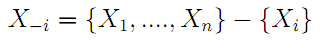 X_{-i} = {X_1, ...., X_n} − {X_i}